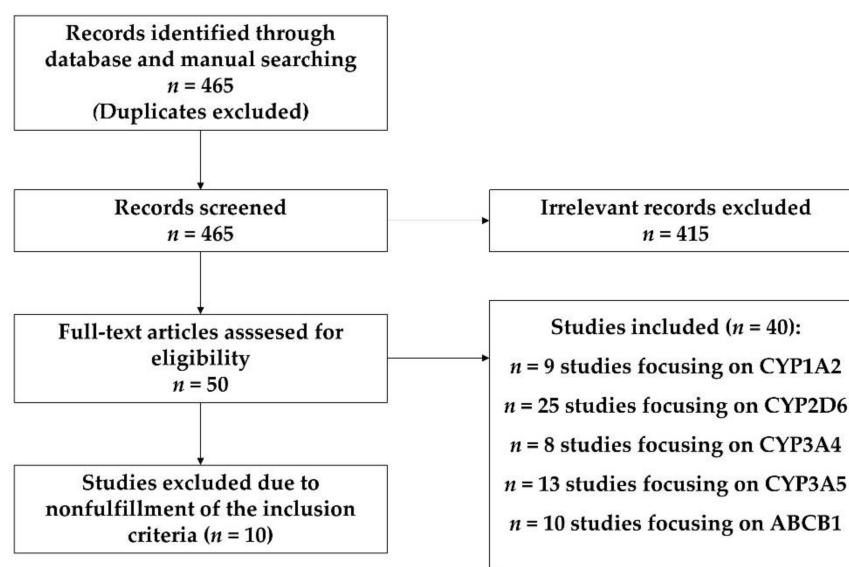 Records identified through
database and manual searching
n = 465
(Duplicates excluded)
Records screened
n = 465
Irrelevant records excluded
n = 415
Full-text articles asssesed for
eligibility
n = 50
Studies included (n = 40):
n = 9 studies focusing on CYP1A2
n = 25 studies focusing on CYP2D6
n = 8 studies focusing on CYP3A4
n = 13 studies focusing on CYP3A5
n = 10 studies focusing on ABCB1
Studies excluded due to
nonfulfillment of the inclusion
criteria (n = 10)